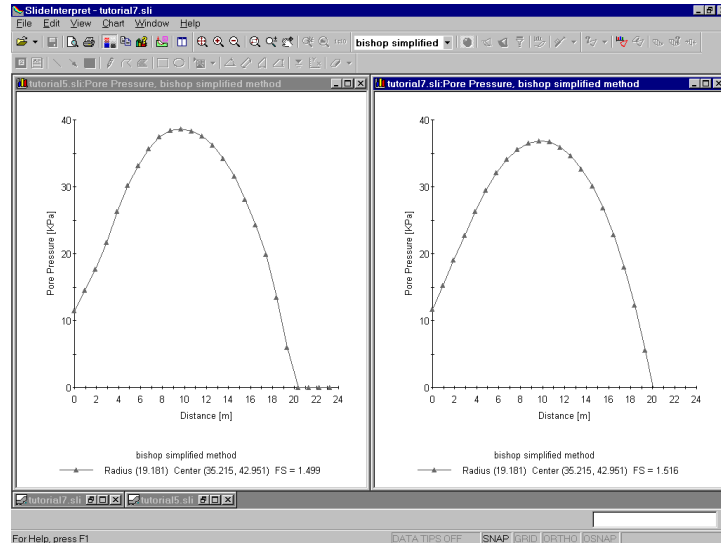 SlideInterpret - tutorial7.sli
File Edit View Chart Window Help
bishop simplified
tutorial5.sli:Pore Pressure, bishop simplified method
40
30
20
10
0
Pore Pressure [KPa]
0 2 4 6 8 10 12 14 16 18 20 22 24
Distance [m]
bishop simplified method
Radius (19.181) Center (35.215, 42.951) FS = 1.499
tutorial7.sli:Pore Pressure, bishop simplified method
40
30
20
10
0
Pore Pressure [KPa]
0 2 4 6 8 10 12 14 16 18 20 22 24
Distance [m]
bishop simplified method
Radius (19.181) Center (35.215, 42.951) FS = 1.516
tutorial7.sli
tutorial5.sli
For Help, press F1
DATA TIPS OFF SNAP GRID ORTHO OSNAP